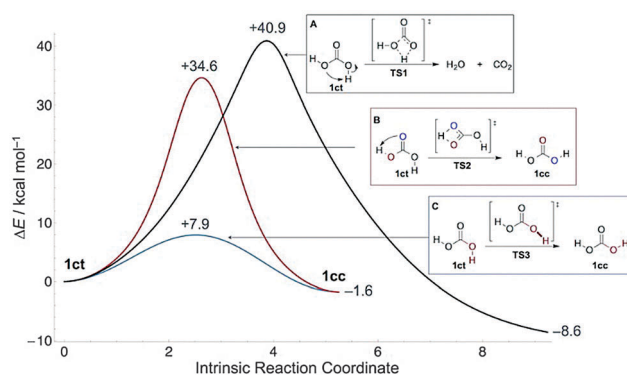 +40.9
+34.6
+7.9
1ct
1cc
−1.6
−8.6
40
30
20
10
0
−10
ΔE / kcal mol⁻¹
0
2
4
6
8
Intrinsic Reaction Coordinate
A
O
H O O H
1ct
O
HO O
H
‡
TS1
H₂O + CO₂
B
O
H O O H
1ct
O
H O O H
‡
TS2
O
H O O H
1cc
C
O
H O O
H
1ct
O
H O O H
‡
TS3
O
H O O H
1cc